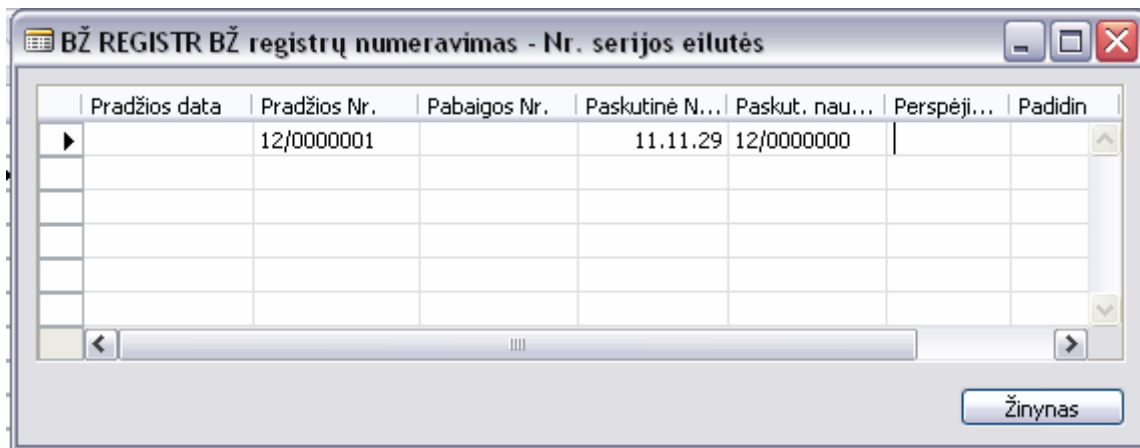 BŽ REGISTR BŽ registrų numeravimas - Nr. serijos eilutės
Pradžios data Pradžios Nr. Pabaigos Nr. Paskutinė N... Paskut. nau... Perspėji... Padidin
12/0000001 11.11.29 12/0000000
Žinynas